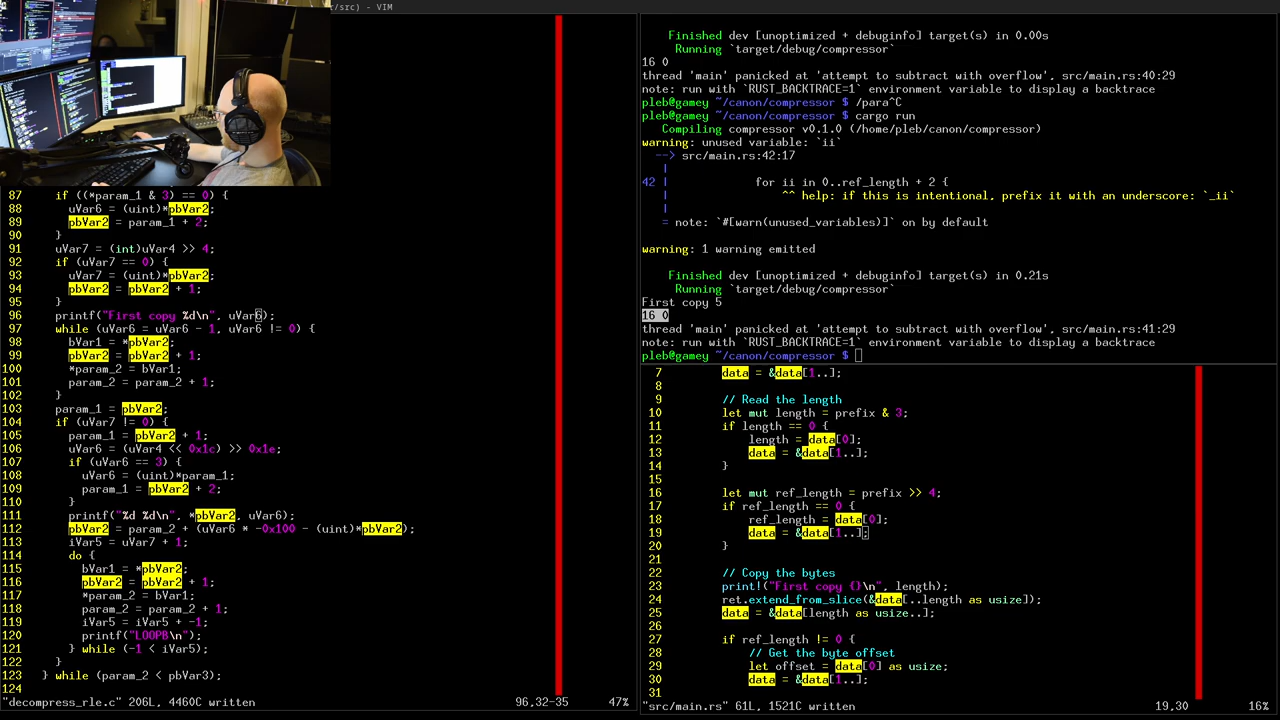 /src) - VIM
87     if ((*param_1 & 3) == 0) {
88       uVar6 = (uint)*pbVar2;
89       pbVar2 = param_1 + 2;
90     }
91     uVar7 = (int)uVar4 >> 4;
92     if (uVar7 == 0) {
93       uVar7 = (uint)*pbVar2;
94       pbVar2 = pbVar2 + 1;
95     }
96     printf("First copy %d\n", uVar6);
97     while (uVar6 = uVar6 - 1, uVar6 != 0) {
98       bVar1 = *pbVar2;
99       pbVar2 = pbVar2 + 1;
100       *param_2 = bVar1;
101       param_2 = param_2 + 1;
102     }
103     param_1 = pbVar2;
104     if (uVar7 != 0) {
105       param_1 = pbVar2 + 1;
106       uVar6 = (uVar4 << 0x1c) >> 0x1e;
107       if (uVar6 == 3) {
108         uVar6 = (uint)*param_1;
109         param_1 = pbVar2 + 2;
110       }
111       printf("%d %d\n", *pbVar2, uVar6);
112       pbVar2 = param_2 + (uVar6 * -0x100 - (uint)*pbVar2);
113       iVar5 = uVar7 + 1;
114       do {
115         bVar1 = *pbVar2;
116         pbVar2 = pbVar2 + 1;
117         *param_2 = bVar1;
118         param_2 = param_2 + 1;
119         iVar5 = iVar5 + -1;
120         printf("LOOPB\n");
121       } while (-1 < iVar5);
122     }
123   } while (param_2 < pbVar3);
124
"decompress_rle.c" 206L, 4460C written 96,32-35 47%
Finished dev [unoptimized + debuginfo] target(s) in 0.00s
Running `target/debug/compressor`
16 0
thread 'main' panicked at 'attempt to subtract with overflow', src/main.rs:40:29
note: run with `RUST_BACKTRACE=1` environment variable to display a backtrace
pleb@gamey ~/canon/compressor $ /para^C
pleb@gamey ~/canon/compressor $ cargo run
Compiling compressor v0.1.0 (/home/pleb/canon/compressor)
warning: unused variable: `ii`
--> src/main.rs:42:17
|
42 |             for ii in 0..ref_length + 2 {
|                 ^^ help: if this is intentional, prefix it with an underscore: `_ii`
|
= note: `#[warn(unused_variables)]` on by default
warning: 1 warning emitted
Finished dev [unoptimized + debuginfo] target(s) in 0.21s
Running `target/debug/compressor`
First copy 5
16 0
thread 'main' panicked at 'attempt to subtract with overflow', src/main.rs:41:29
note: run with `RUST_BACKTRACE=1` environment variable to display a backtrace
pleb@gamey ~/canon/compressor $
7         data = &data[1..];
8
9         // Read the length
10         let mut length = prefix & 3;
11         if length == 0 {
12             length = data[0];
13             data = &data[1..];
14         }
15
16         let mut ref_length = prefix >> 4;
17         if ref_length == 0 {
18             ref_length = data[0];
19             data = &data[1..];
20         }
21
22         // Copy the bytes
23         print!("First copy {}\n", length);
24         ret.extend_from_slice(&data[..length as usize]);
25         data = &data[length as usize..];
26
27         if ref_length != 0 {
28             // Get the byte offset
29             let offset = data[0] as usize;
30             data = &data[1..];
31
"src/main.rs" 61L, 1521C written 19,30 16%